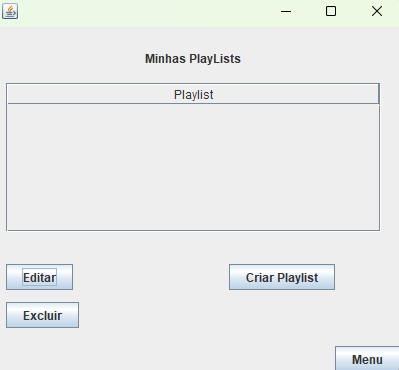 Minhas PlayLists
Playlist
Editar
Criar Playlist
Excluir
Menu